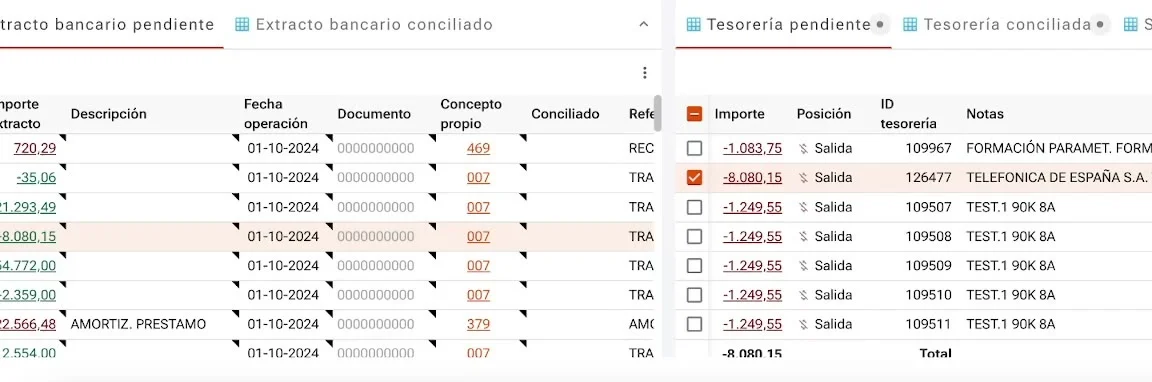 tracto bancario pendiente
Extracto bancario conciliado
Importe
extracto
Descripción
Fecha
operación
Documento
Concepto
propio
Conciliado
Refe
720,29 01-10-2024 0000000000 469 REC
-35,06 01-10-2024 0000000000 007 TRA
21.293,49 01-10-2024 0000000000 007 TRA
-8.080,15 01-10-2024 0000000000 007 TRA
54.772,00 01-10-2024 0000000000 007 TRA
-2.359,00 01-10-2024 0000000000 007 TRA
22.566,48 AMORTIZ. PRESTAMO 01-10-2024 0000000000 379 AMO
2.554,00 01-10-2024 0000000000 007 TRA
Tesorería pendiente
Tesorería conciliada
S
Importe
Posición
ID
tesorería
Notas
-1.083,75 Salida 109967 FORMACIÓN PARAMET. FORM
-8.080,15 Salida 126477 TELEFONICA DE ESPAÑA S.A.
-1.249,55 Salida 109507 TEST.1 90K 8A
-1.249,55 Salida 109508 TEST.1 90K 8A
-1.249,55 Salida 109509 TEST.1 90K 8A
-1.249,55 Salida 109510 TEST.1 90K 8A
-1.249,55 Salida 109511 TEST.1 90K 8A
-8.080,15 Total